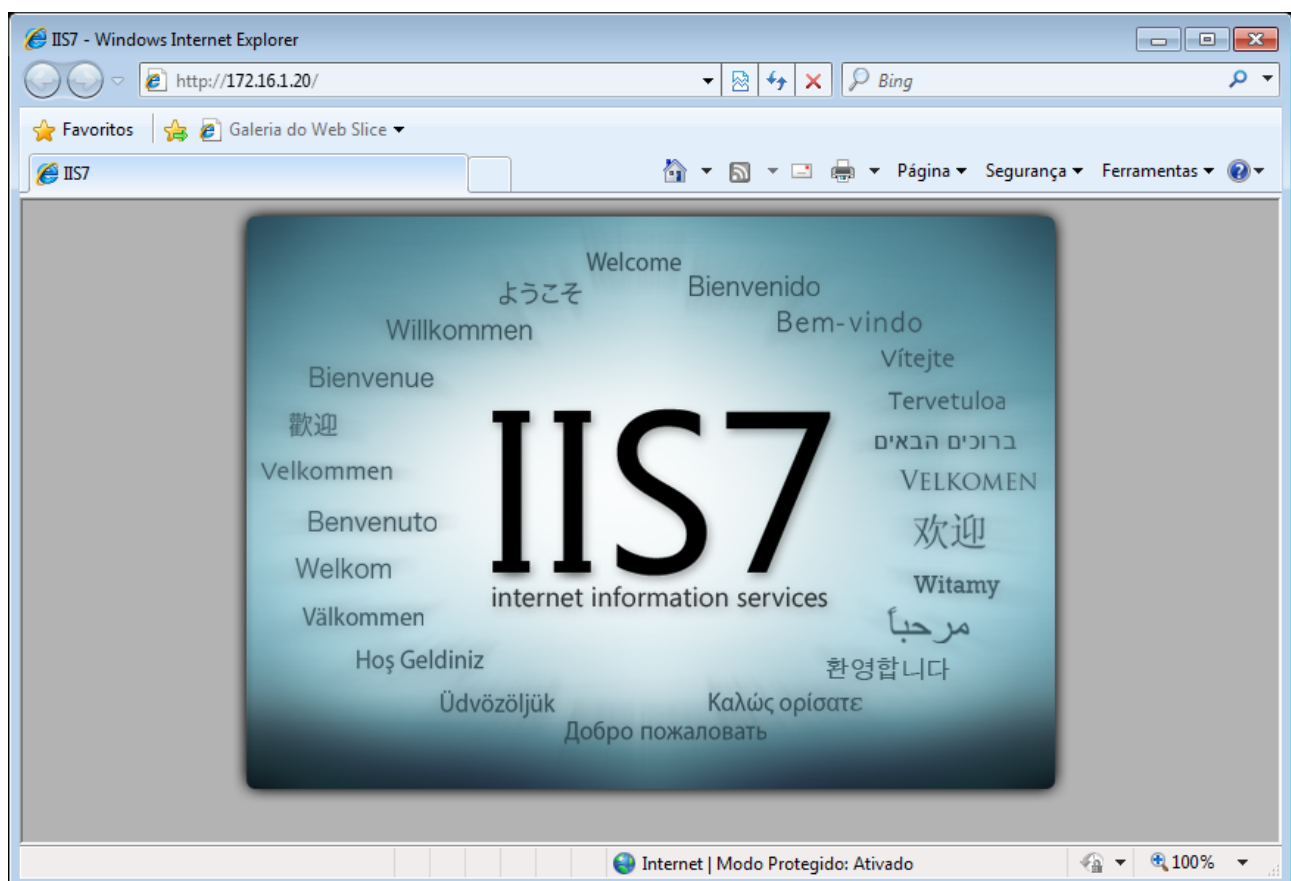 IIS7 - Windows Internet Explorer
http://172.16.1.20/
Bing
Favoritos
Galeria do Web Slice
IIS7
Página
Segurança
Ferramentas
Welcome
ようこそ
Bienvenido
Willkommen
Bem-vindo
Vítejte
Bienvenue
Tervetuloa
歡迎
ברוכים הבאים
Velkommen
VELKOMEN
Benvenuto
欢迎
Welkom
Witamy
IIS7
internet information services
Välkommen
مرحباً
Hoş Geldiniz
환영합니다
Üdvözöljük
Καλώς ορίσατε
Добро пожаловать
Internet | Modo Protegido: Ativado
100%